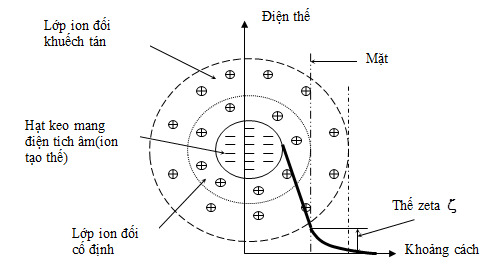 Điện thế
Lớp ion đối
khuếch tán
Mặt
Hạt keo mang
điện tich âm(ion
tạo thế)
Thế zeta ζ
Lớp ion đối
cố định
Khoảng cách